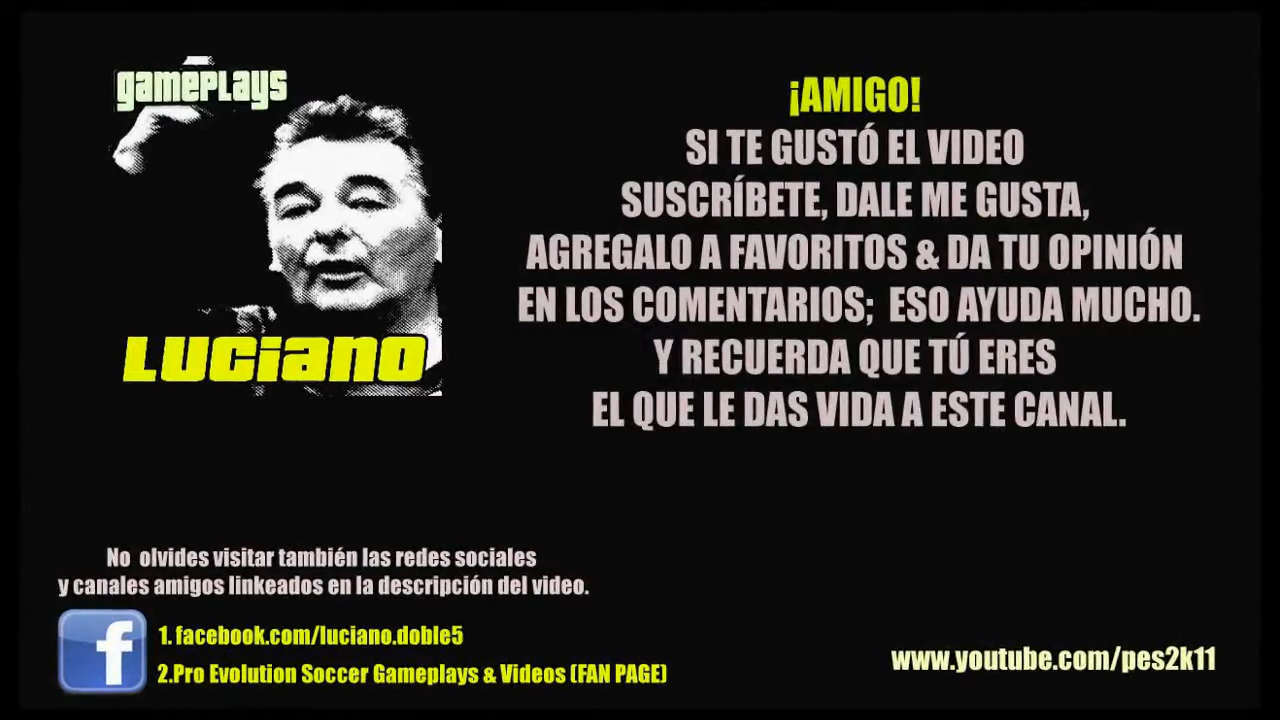 gameplays
LUCIANO
¡AMIGO!
SI TE GUSTÓ EL VIDEO
SUSCRÍBETE, DALE ME GUSTA,
AGREGALO A FAVORITOS & DA TU OPINIÓN
EN LOS COMENTARIOS; ESO AYUDA MUCHO.
Y RECUERDA QUE TÚ ERES
EL QUE LE DAS VIDA A ESTE CANAL.
No olvides visitar también las redes sociales
y canales amigos linkeados en la descripción del video.
f
1. facebook.com/luciano.doble5
2.Pro Evolution Soccer Gameplays & Videos (FAN PAGE)
www.youtube.com/pes2k11